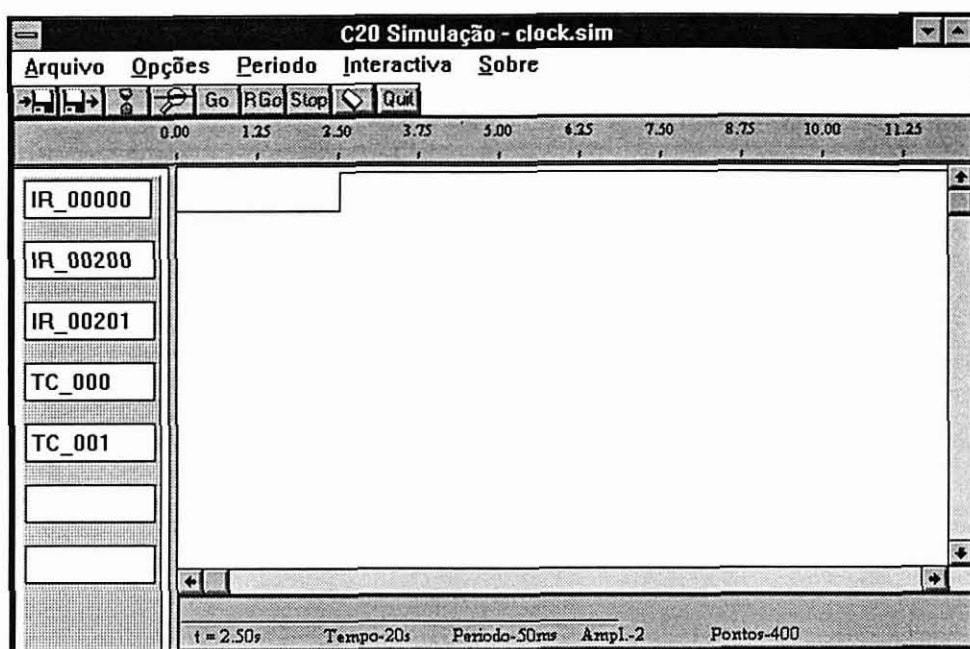 C20 Simulação - clock.sim
Arquivo Opções Periodo Interactiva Sobre
Go RGo Stop Quit
0.00 1.25 2.50 3.75 5.00 6.25 7.50 8.75 10.00 11.25
IR_00000
IR_00200
IR_00201
TC_000
TC_001
t = 2.50s Tempo-20s Periodo-50ms Ampl.-2 Pontos-400